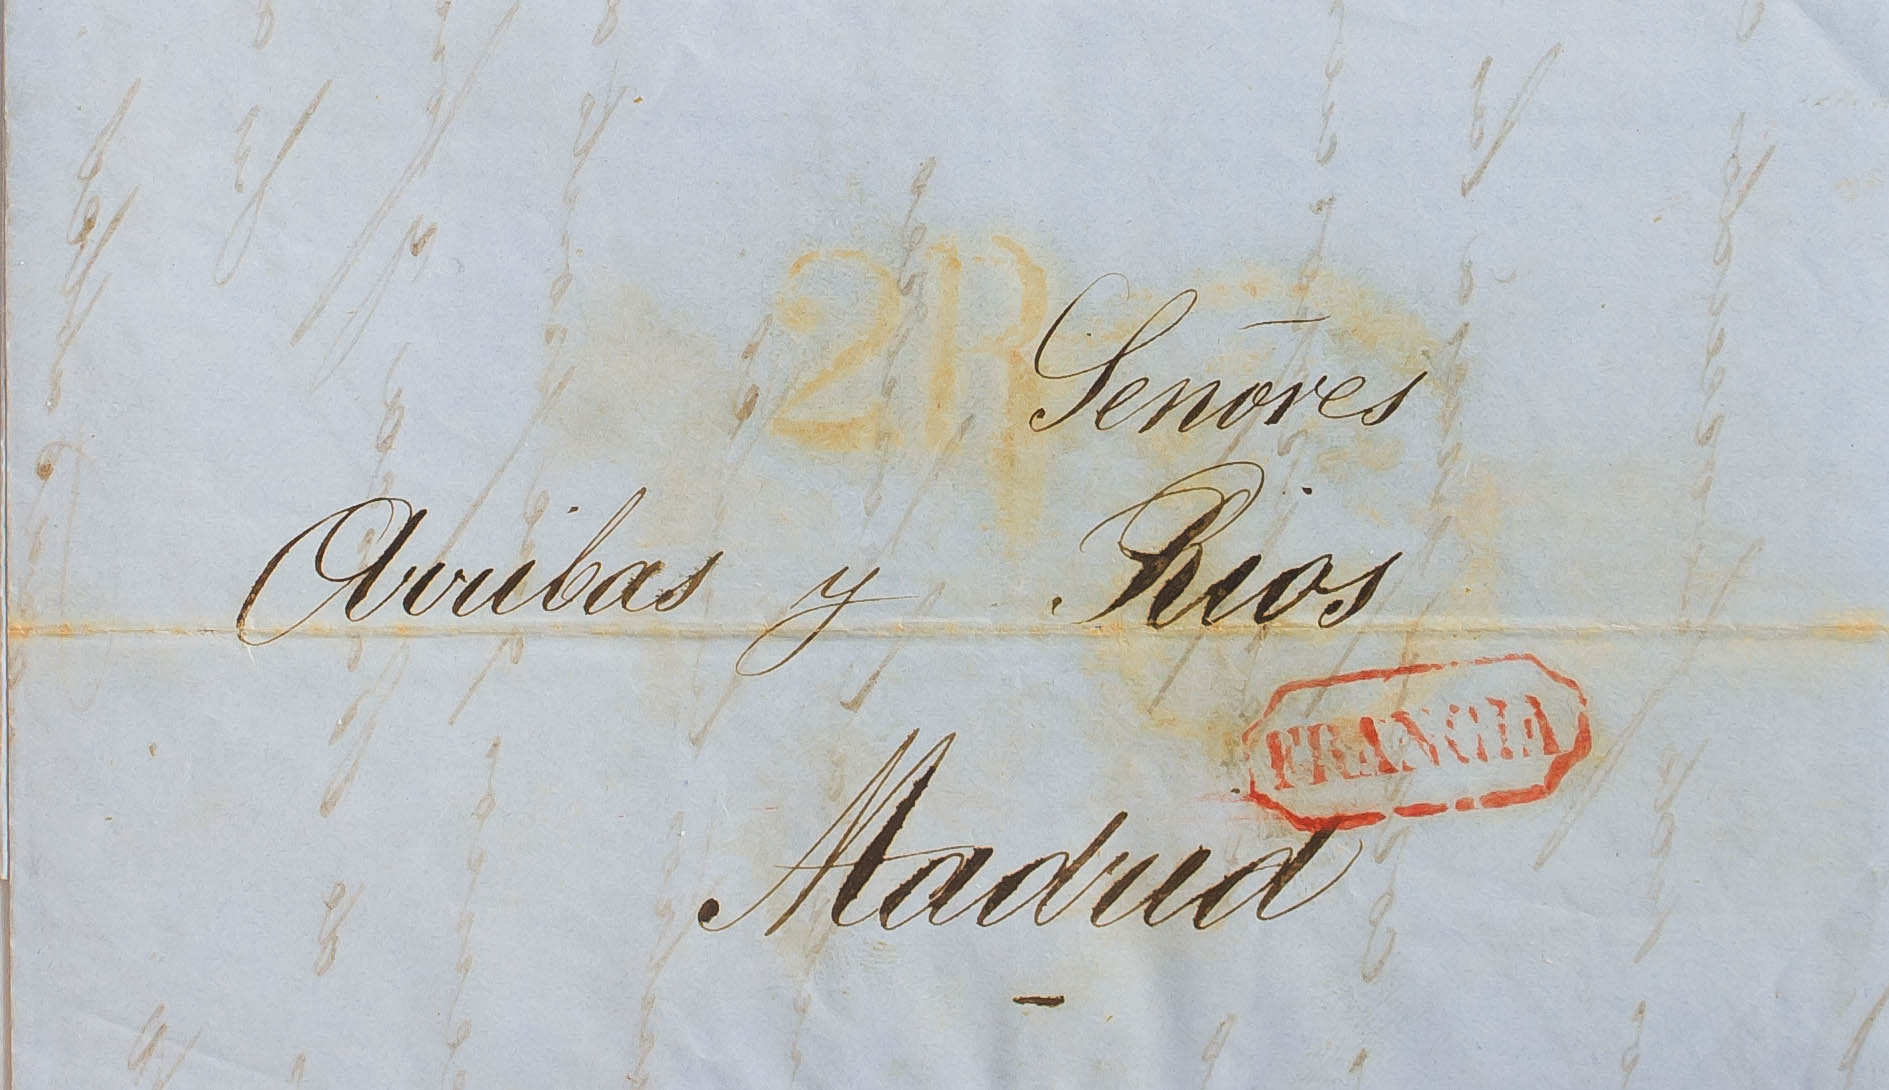 2R
Señores
Arribas y Rios
FRANCIA
Madrid